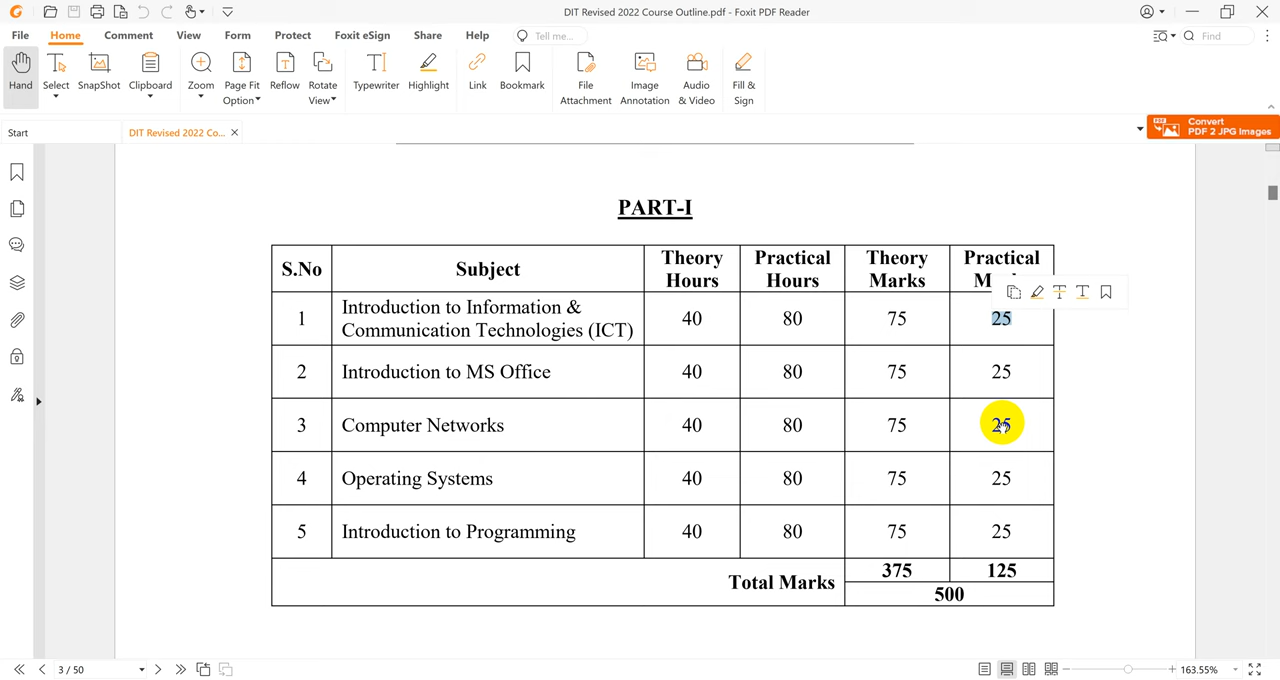 DIT Revised 2022 Course Outline.pdf - Foxit PDF Reader
File Home Comment View Form Protect Foxit eSign Share Help Tell me... Find
Hand Select SnapShot Clipboard Zoom Page Fit Option Reflow Rotate View Typewriter Highlight Link Bookmark File Attachment Image Annotation Audio & Video Fill & Sign
Start DIT Revised 2022 Co... Convert
PDF 2 JPG Images
PART-I
S.No Subject Theory Hours Practical Hours Theory Marks Practical
1 Introduction to Information & Communication Technologies (ICT) 40 80 75 25
2 Introduction to MS Office 40 80 75 25
3 Computer Networks 40 80 75 25
4 Operating Systems 40 80 75 25
5 Introduction to Programming 40 80 75 25
Total Marks 375 125
500
3 / 50 163.55%